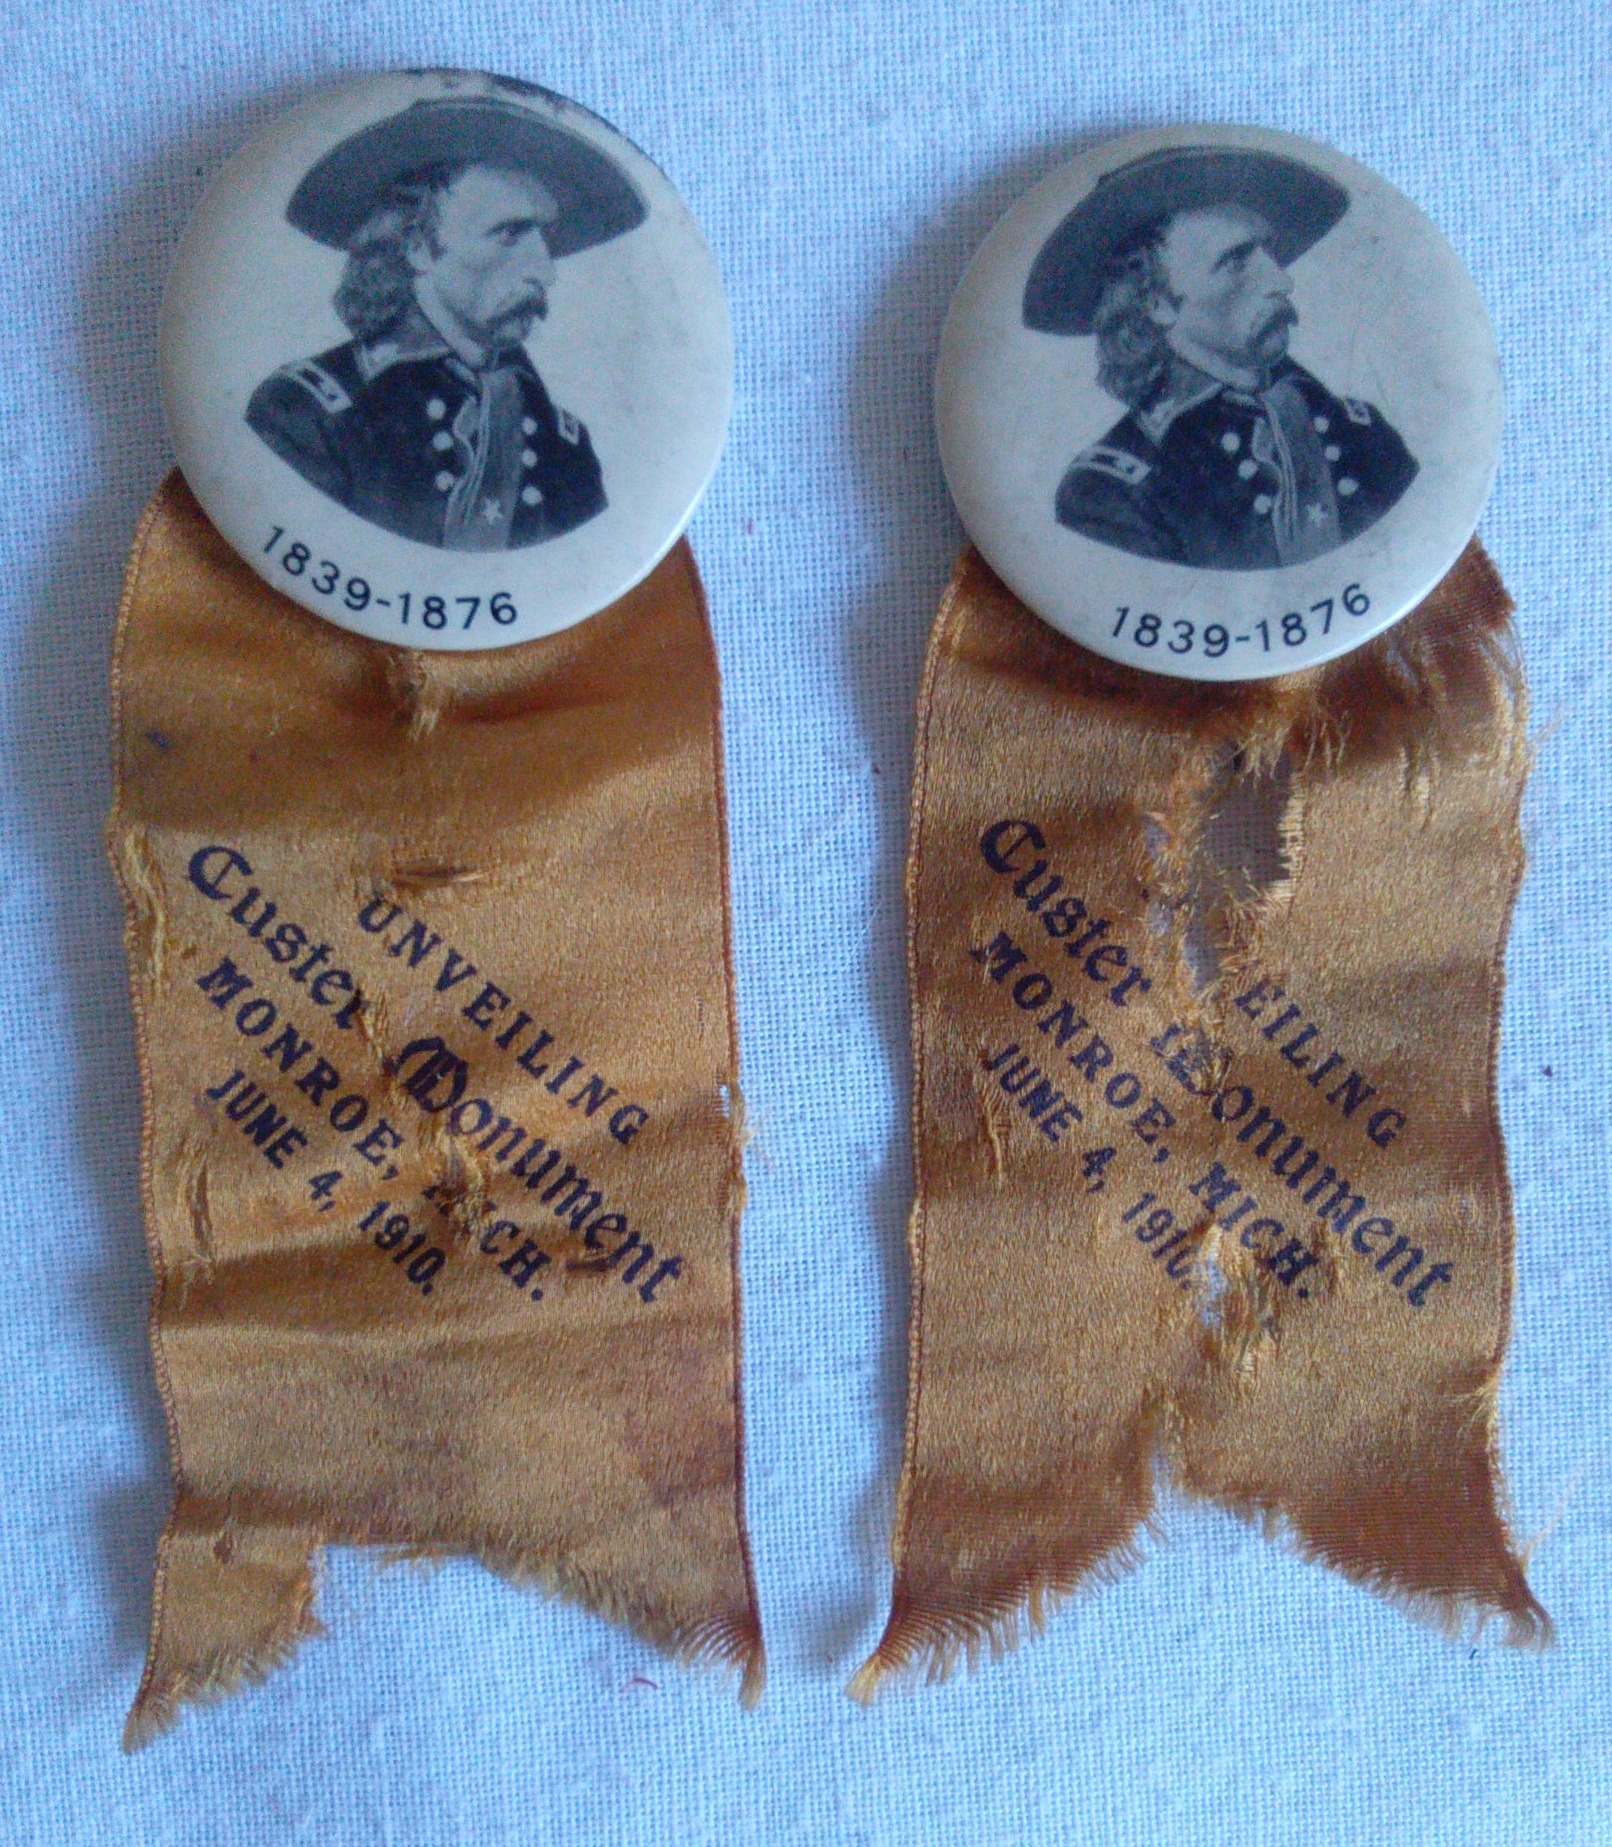 1839-1876
UNVEILING
Custer Monument
MONROE, MICH.
JUNE 4, 1910.
1839-1876
EILING
Custer Monument
MONROE, MICH.
JUNE 4, 1910.